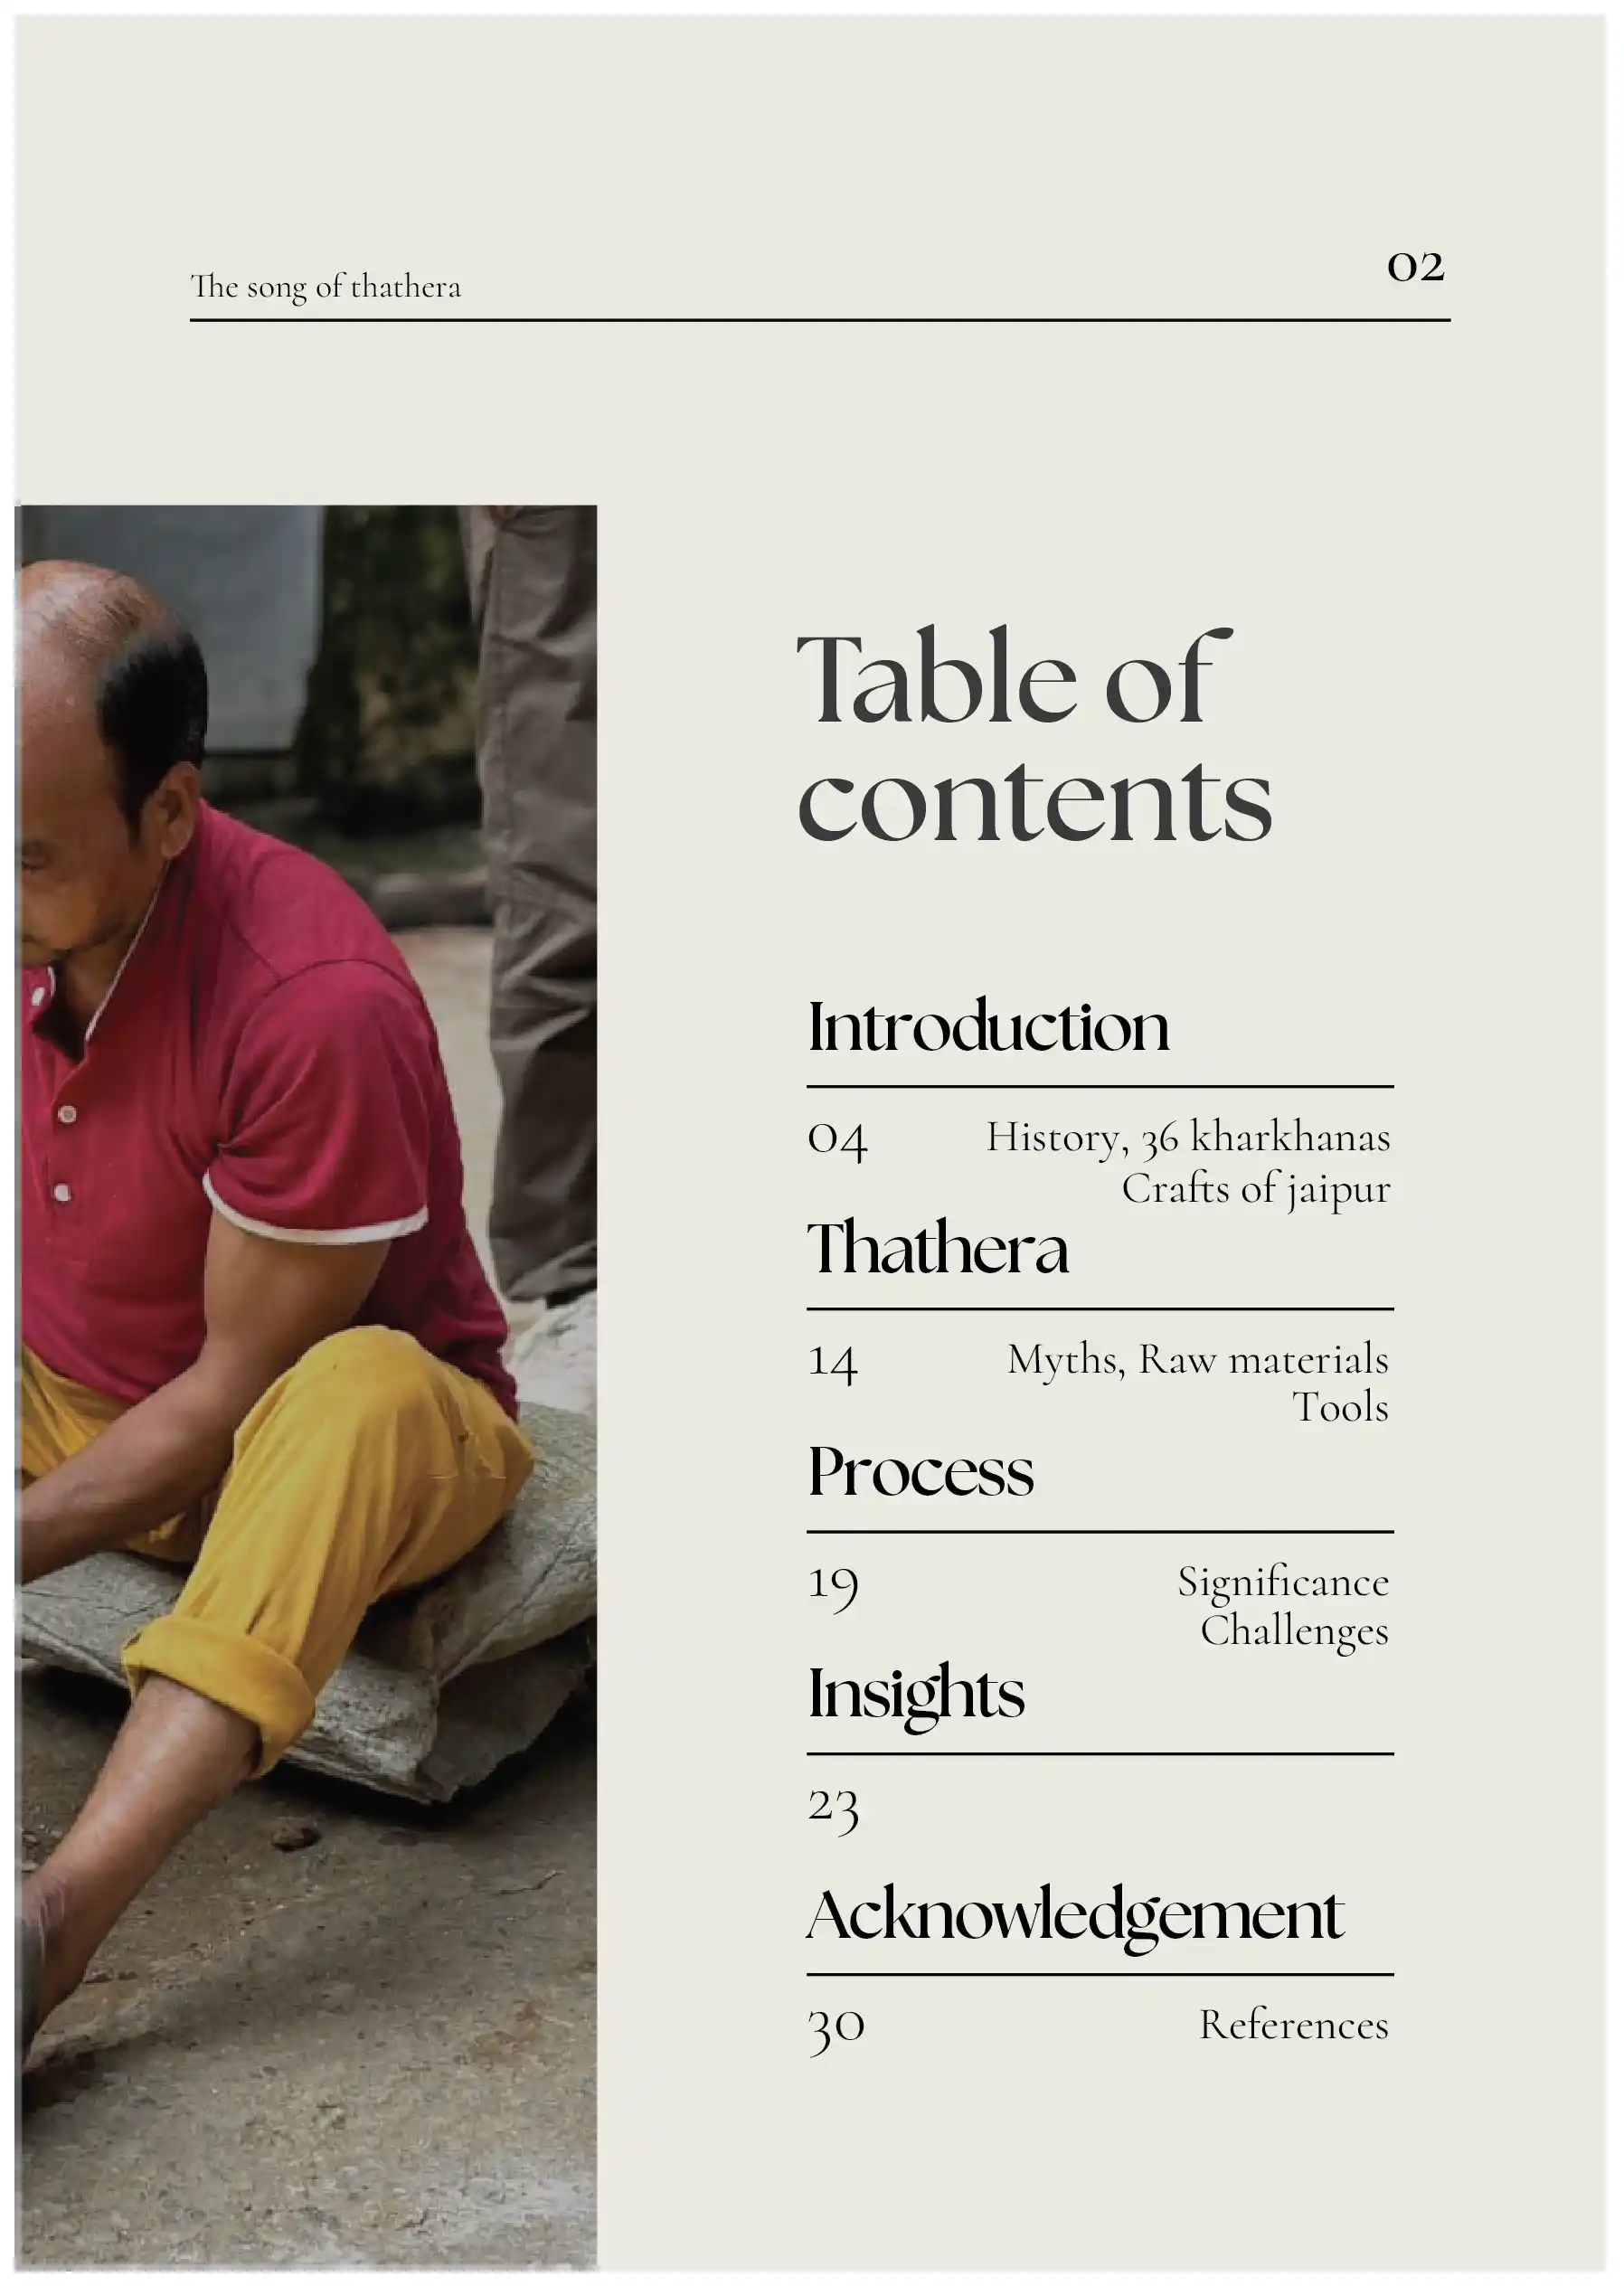 The song of thathera
02
Table of
contents
Introduction
04
History, 36 kharkhanas
Crafts of jaipur
Thathera
14
Myths, Raw materials
Tools
Process
19
Significance
Challenges
Insights
23
Acknowledgement
30
References